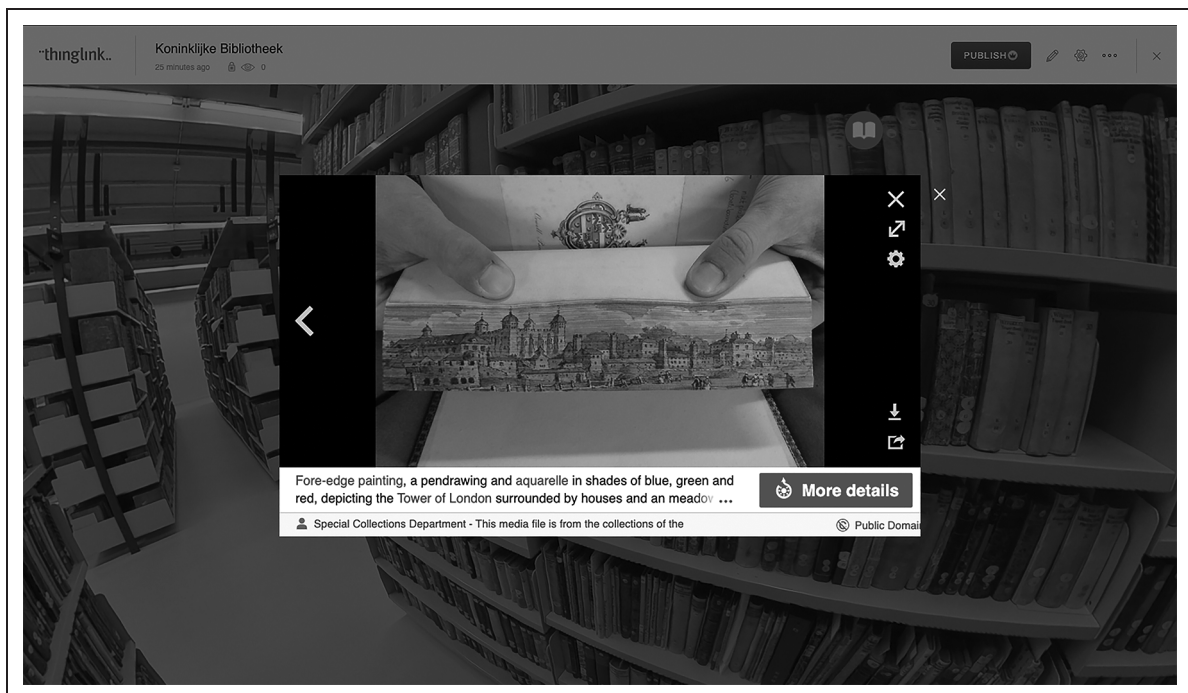 ¨thınglınk..
Koninklijke Bibliotheek
25 minutes ago 0
PUBLISH
Fore-edge painting, a pendrawing and aquarelle in shades of blue, green and
red, depicting the Tower of London surrounded by houses and an meadov ...
More details
Special Collections Department - This media file is from the collections of the
Public Domai